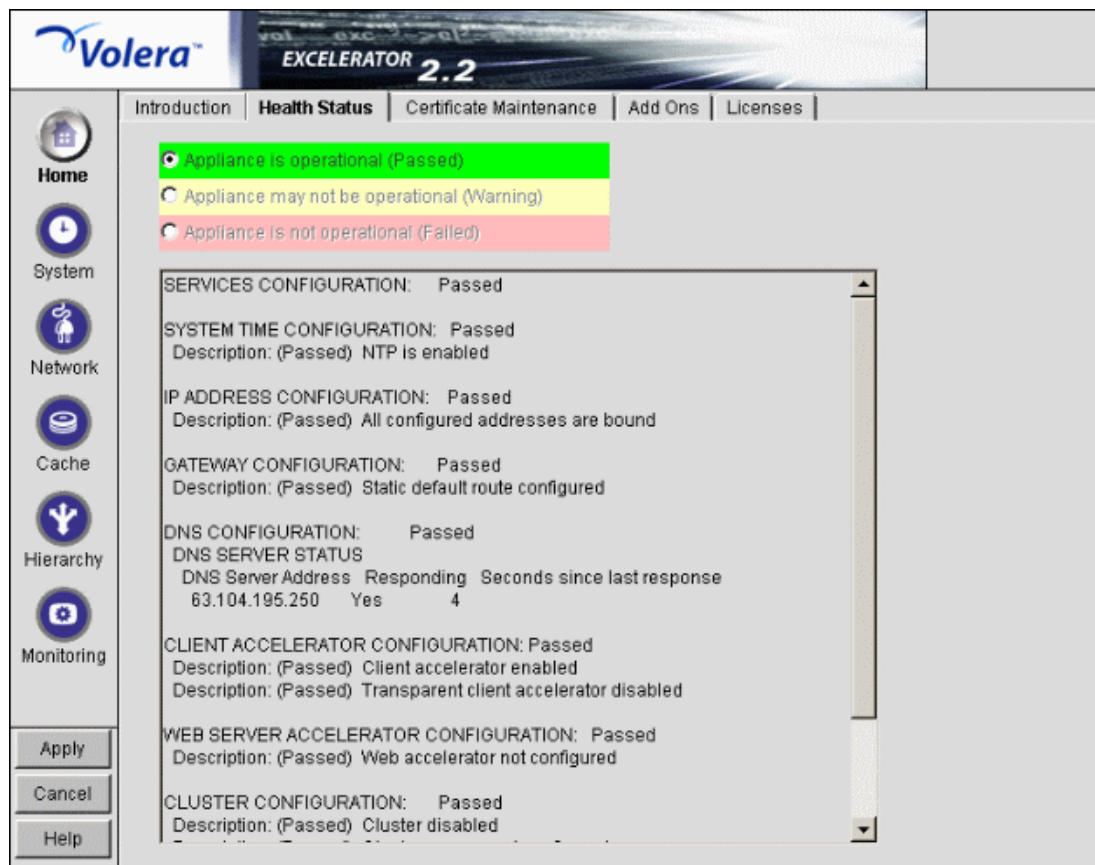 Volera™
EXCELERATOR 2.2
Introduction
Health Status
Certificate Maintenance
Add Ons
Licenses
Home
System
Network
Cache
Hierarchy
Monitoring
Apply
Cancel
Help
Appliance is operational (Passed)
Appliance may not be operational (Warning)
Appliance is not operational (Failed)
SERVICES CONFIGURATION: Passed
SYSTEM TIME CONFIGURATION: Passed
Description: (Passed) NTP is enabled
IP ADDRESS CONFIGURATION: Passed
Description: (Passed) All configured addresses are bound
GATEWAY CONFIGURATION: Passed
Description: (Passed) Static default route configured
DNS CONFIGURATION: Passed
DNS SERVER STATUS
DNS Server Address Responding Seconds since last response
63.104.195.250 Yes 4
CLIENT ACCELERATOR CONFIGURATION: Passed
Description: (Passed) Client accelerator enabled
Description: (Passed) Transparent client accelerator disabled
WEB SERVER ACCELERATOR CONFIGURATION: Passed
Description: (Passed) Web accelerator not configured
CLUSTER CONFIGURATION: Passed
Description: (Passed) Cluster disabled